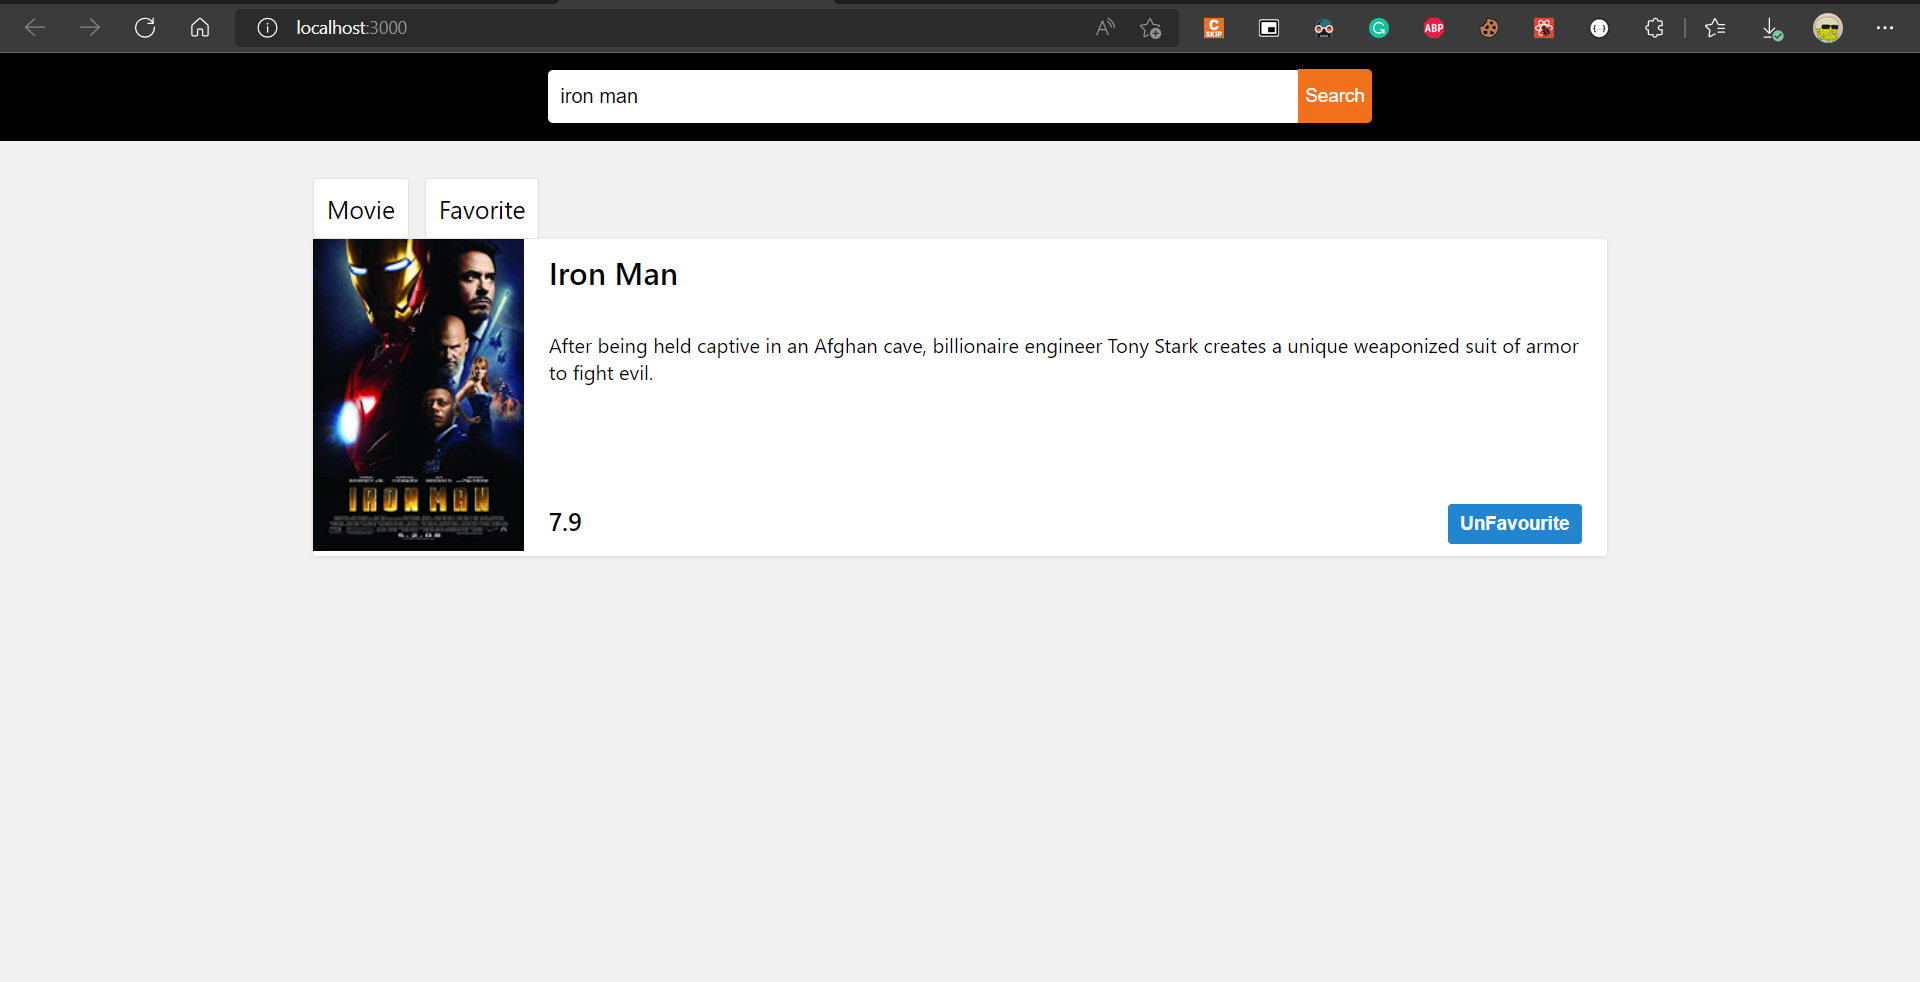 localhost:3000
C
SKIP
G
ABP
{..}
iron man
Search
Movie
Favorite
Iron Man
After being held captive in an Afghan cave, billionaire engineer Tony Stark creates a unique weaponized suit of armor
to fight evil.
IRON MAN
5.2.08
7.9
UnFavourite